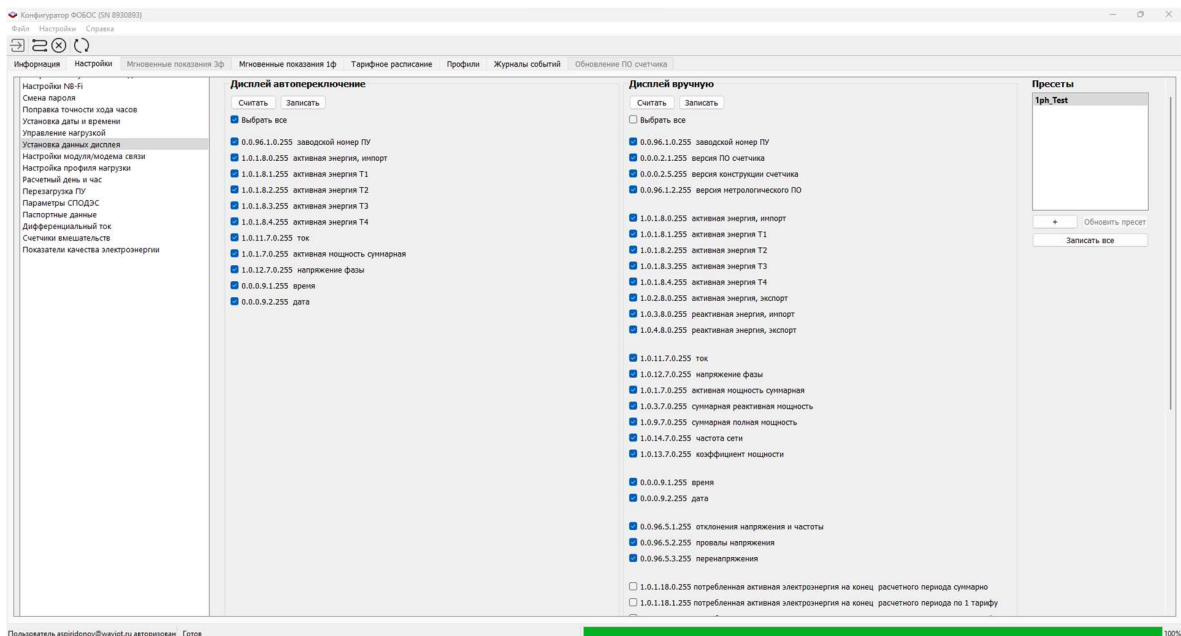 Конфигуратор ФОБОС (SN 8930893)
Файл Настройки Справка
Информация Настройки Мгновенные показания 3ф Мгновенные показания 1ф Тарифное расписание Профили Журналы событий Обновление ПО счетчика
Настройки NB-Fi
Смена пароля
Поправка точности хода часов
Установка даты и времени
Управление нагрузкой
Установка данных дисплея
Настройки модуля/модема связи
Настройка профиля нагрузки
Расчетный день и час
Перезагрузка ПУ
Параметры СПОДЭС
Паспортные данные
Дифференциальный ток
Счетчики вмешательств
Показатели качества электроэнергии
Дисплей автопереключение
Считать Записать
Выбрать все
0.0.96.1.0.255 заводской номер ПУ
1.0.1.8.0.255 активная энергия, импорт
1.0.1.8.1.255 активная энергия Т1
1.0.1.8.2.255 активная энергия Т2
1.0.1.8.3.255 активная энергия Т3
1.0.1.8.4.255 активная энергия Т4
1.0.11.7.0.255 ток
1.0.1.7.0.255 активная мощность суммарная
1.0.12.7.0.255 напряжение фазы
0.0.0.9.1.255 время
0.0.0.9.2.255 дата
Дисплей вручную
Считать Записать
Выбрать все
0.0.96.1.0.255 заводской номер ПУ
0.0.0.2.1.255 версия ПО счетчика
0.0.0.2.5.255 версия конструкции счетчика
0.0.96.1.2.255 версия метрологического ПО
1.0.1.8.0.255 активная энергия, импорт
1.0.1.8.1.255 активная энергия Т1
1.0.1.8.2.255 активная энергия Т2
1.0.1.8.3.255 активная энергия Т3
1.0.1.8.4.255 активная энергия Т4
1.0.2.8.0.255 активная энергия, экспорт
1.0.3.8.0.255 реактивная энергия, импорт
1.0.4.8.0.255 реактивная энергия, экспорт
1.0.11.7.0.255 ток
1.0.12.7.0.255 напряжение фазы
1.0.1.7.0.255 активная мощность суммарная
1.0.3.7.0.255 суммарная реактивная мощность
1.0.9.7.0.255 суммарная полная мощность
1.0.14.7.0.255 частота сети
1.0.13.7.0.255 коэффициент мощности
0.0.0.9.1.255 время
0.0.0.9.2.255 дата
0.0.96.5.1.255 отклонения напряжения и частоты
0.0.96.5.2.255 провалы напряжения
0.0.96.5.3.255 перенапряжения
1.0.1.18.0.255 потребленная активная электроэнергия на конец расчетного периода суммарно
1.0.1.18.1.255 потребленная активная электроэнергия на конец расчетного периода по 1 тарифу
Пресеты
1ph_Test
+ Обновить пресет
Записать все
Пользователь aspiridonov@waviot.ru авторизован Готов 100%